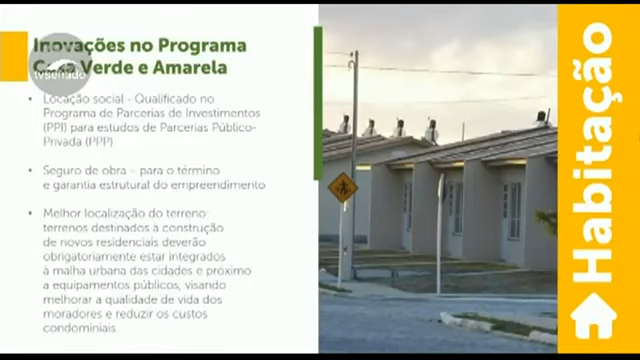 Inovações no Programa
Casa Verde e Amarela
tvsenado
• Locação social - Qualificado no
Programa de Parcerias de Investimentos
(PPI) para estudos de Parcerias Público-
Privada (PPP)
• Seguro de obra – para o término
e garantia estrutural do empreendimento
• Melhor localização do terreno:
terrenos destinados à construção
de novos residenciais deverão
obrigatoriamente estar integrados
à malha urbana das cidades e próximo
a equipamentos públicos, visando
melhorar a qualidade de vida dos
moradores e reduzir os custos
condominiais.
Habitação